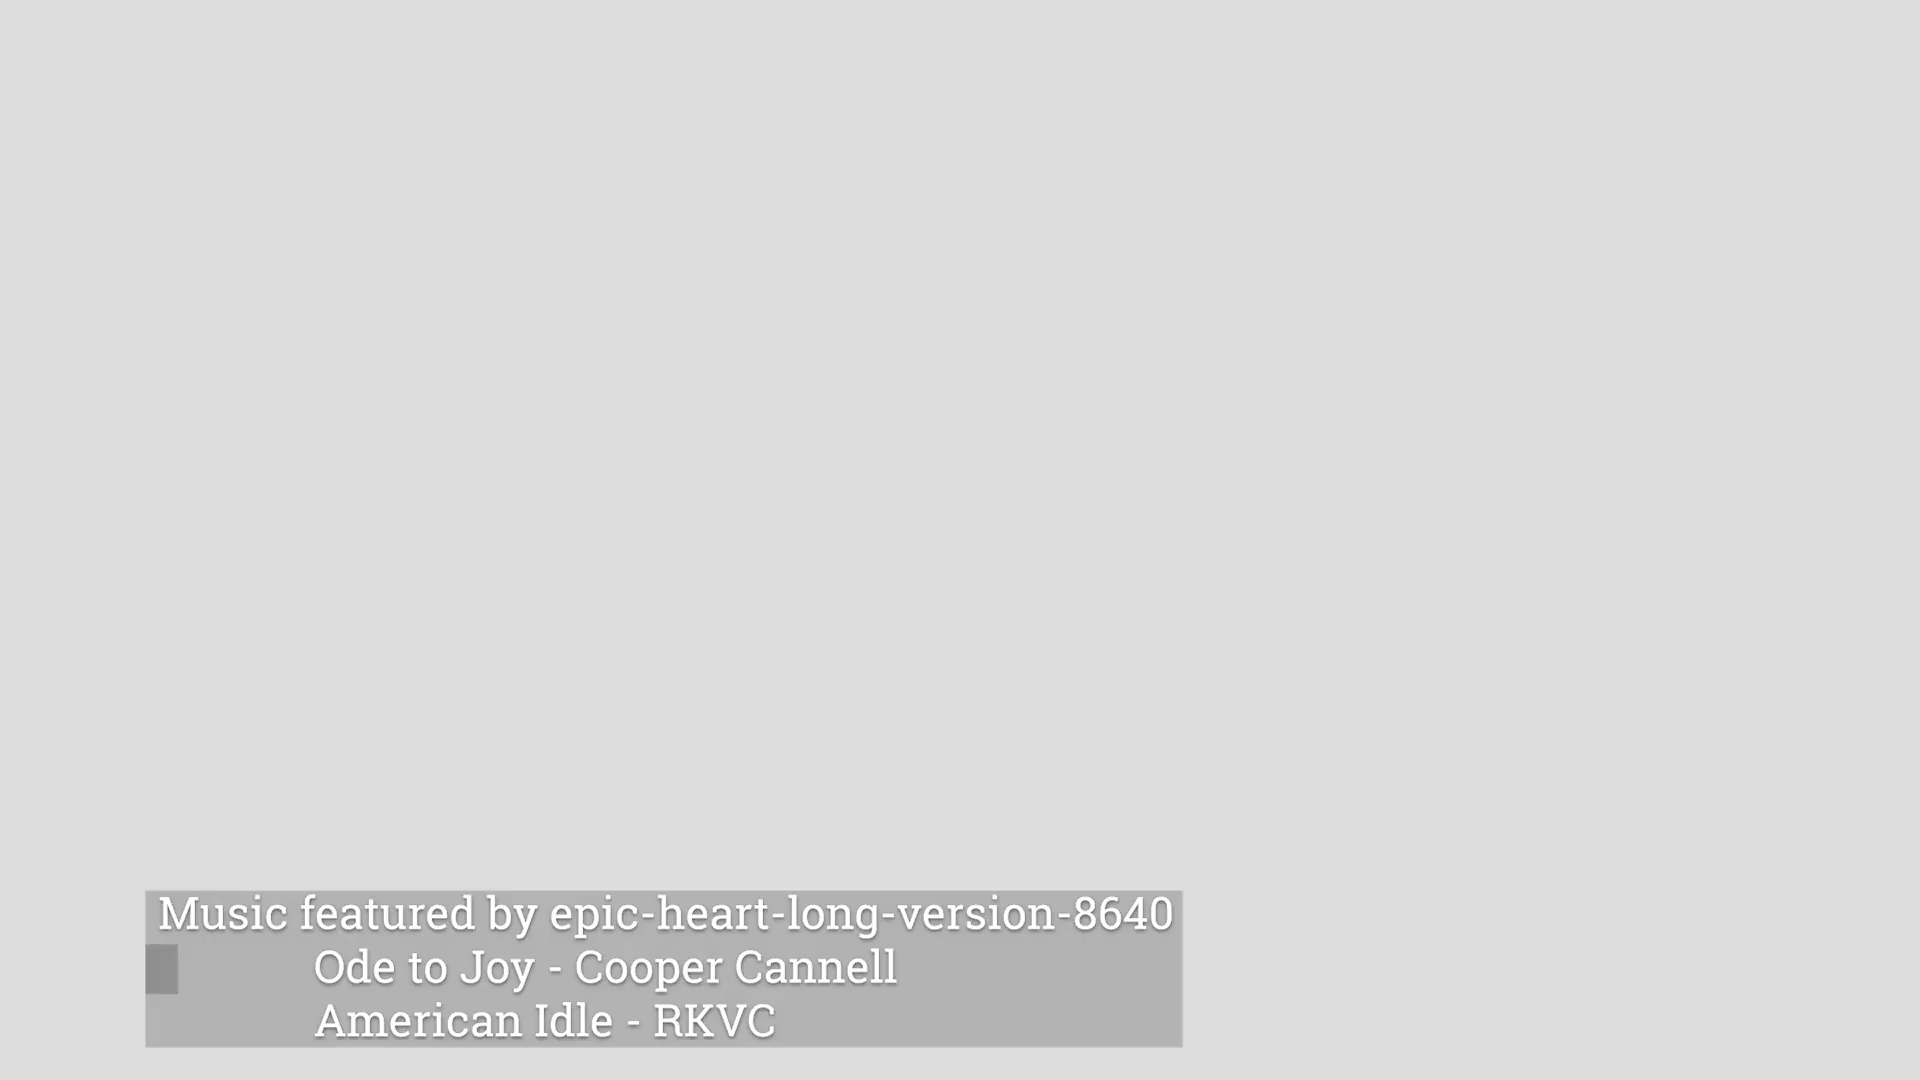 Music featured by epic-heart-long-version-8640
Ode to Joy - Cooper Cannell
American Idle - RKVC